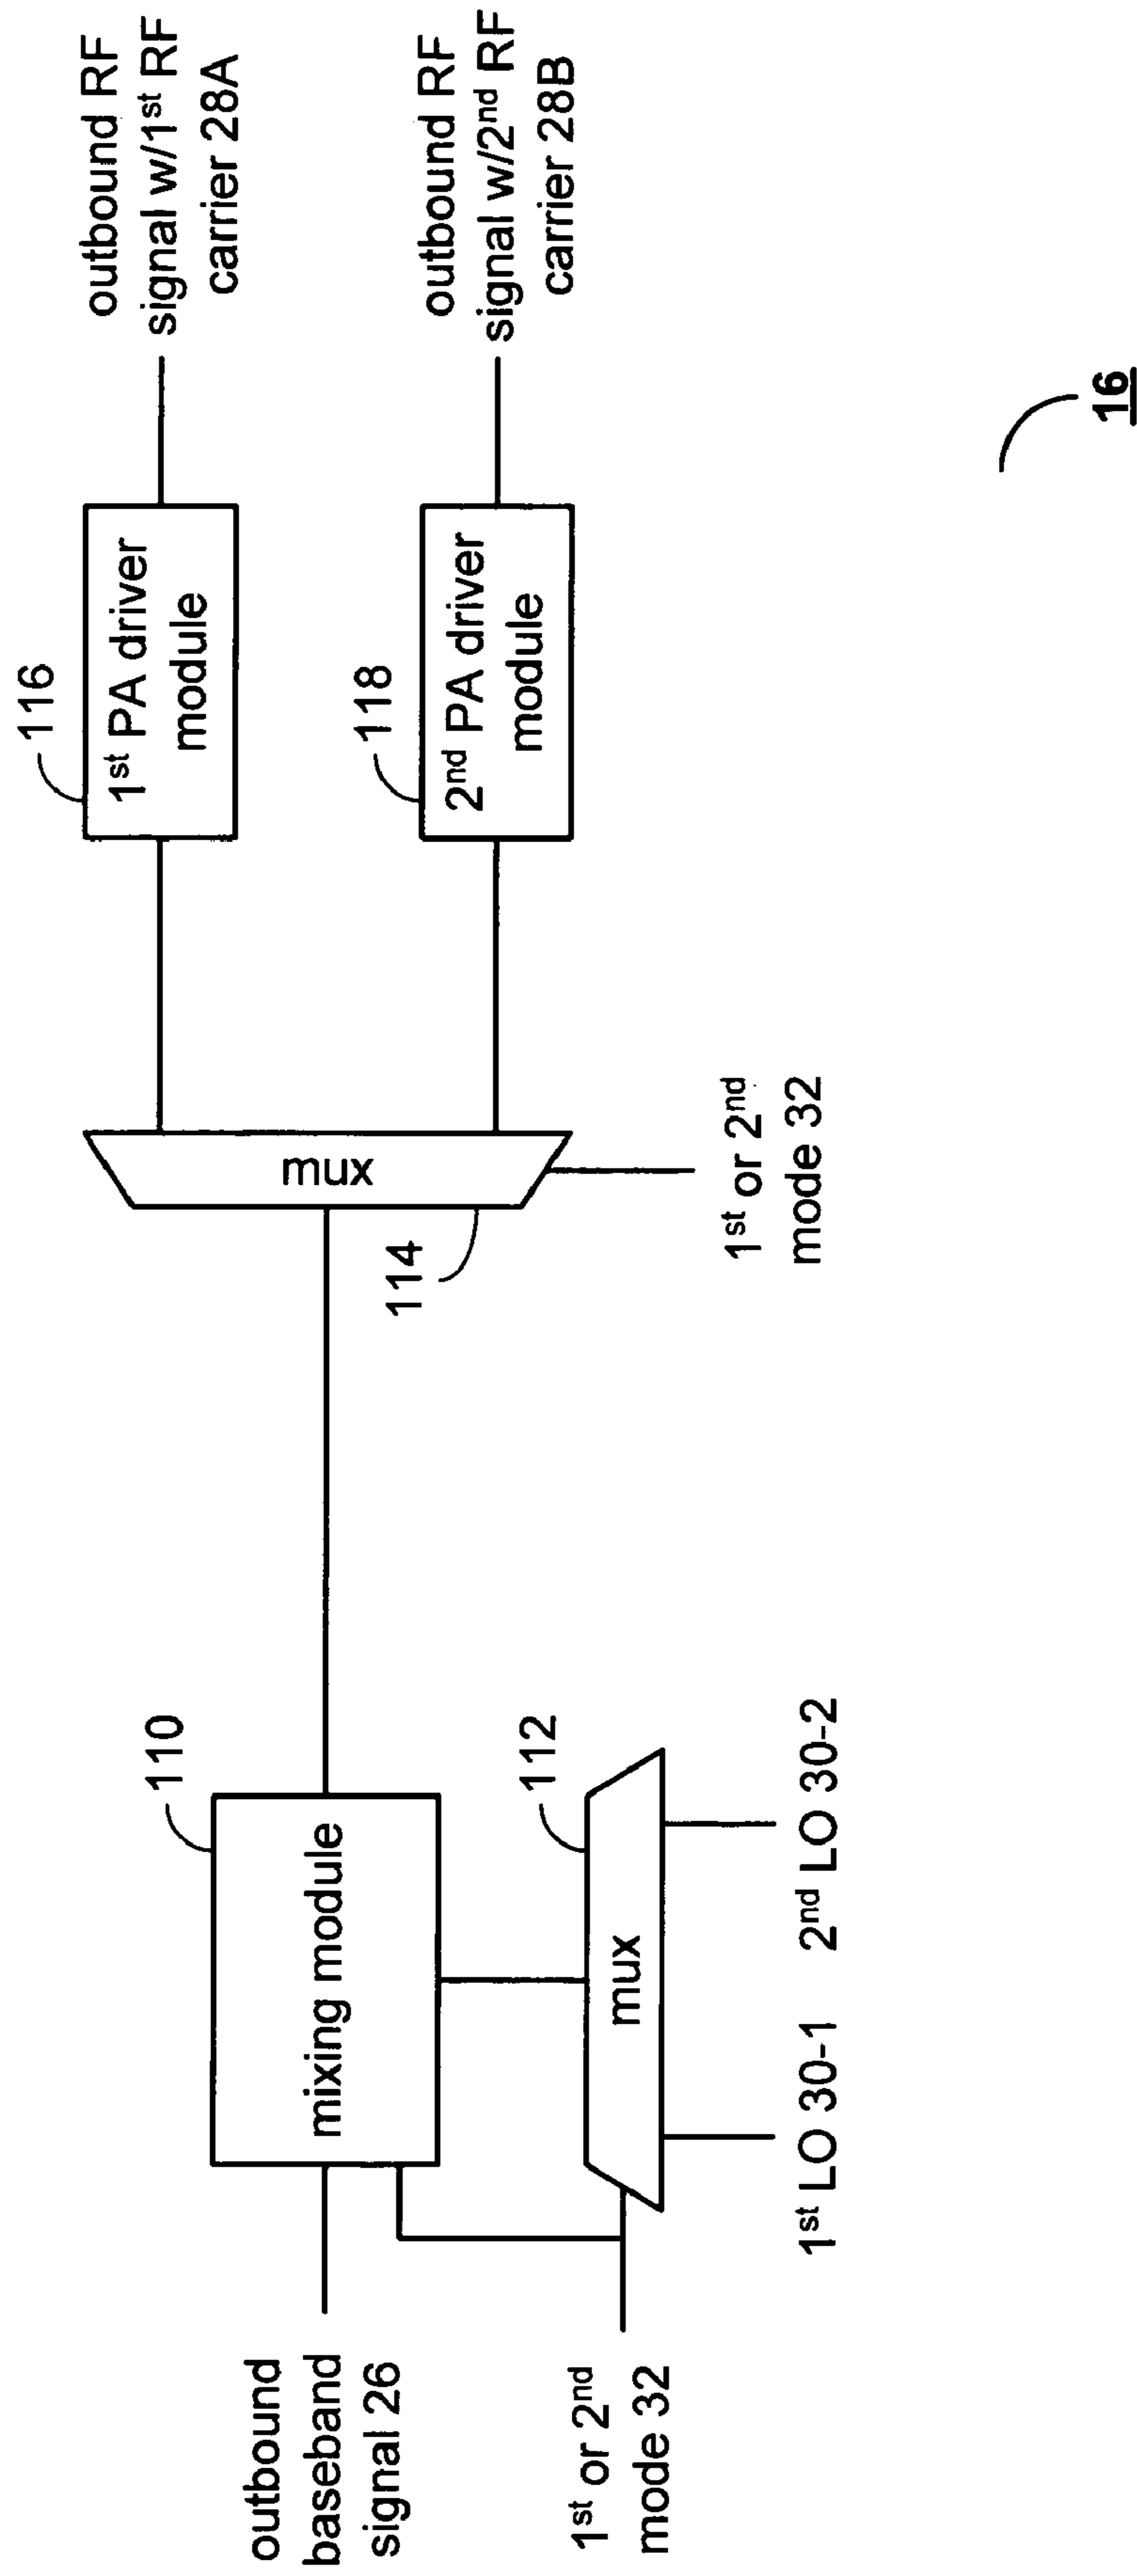 outbound
baseband
signal 26
1st or 2nd
mode 32
110
mixing module
112
mux
1st LO 30-1
2nd LO 30-2
114
mux
1st or 2nd
mode 32
116
1st PA driver
module
118
2nd PA driver
module
outbound RF
signal w/1st RF
carrier 28A
outbound RF
signal w/2nd RF
carrier 28B
16